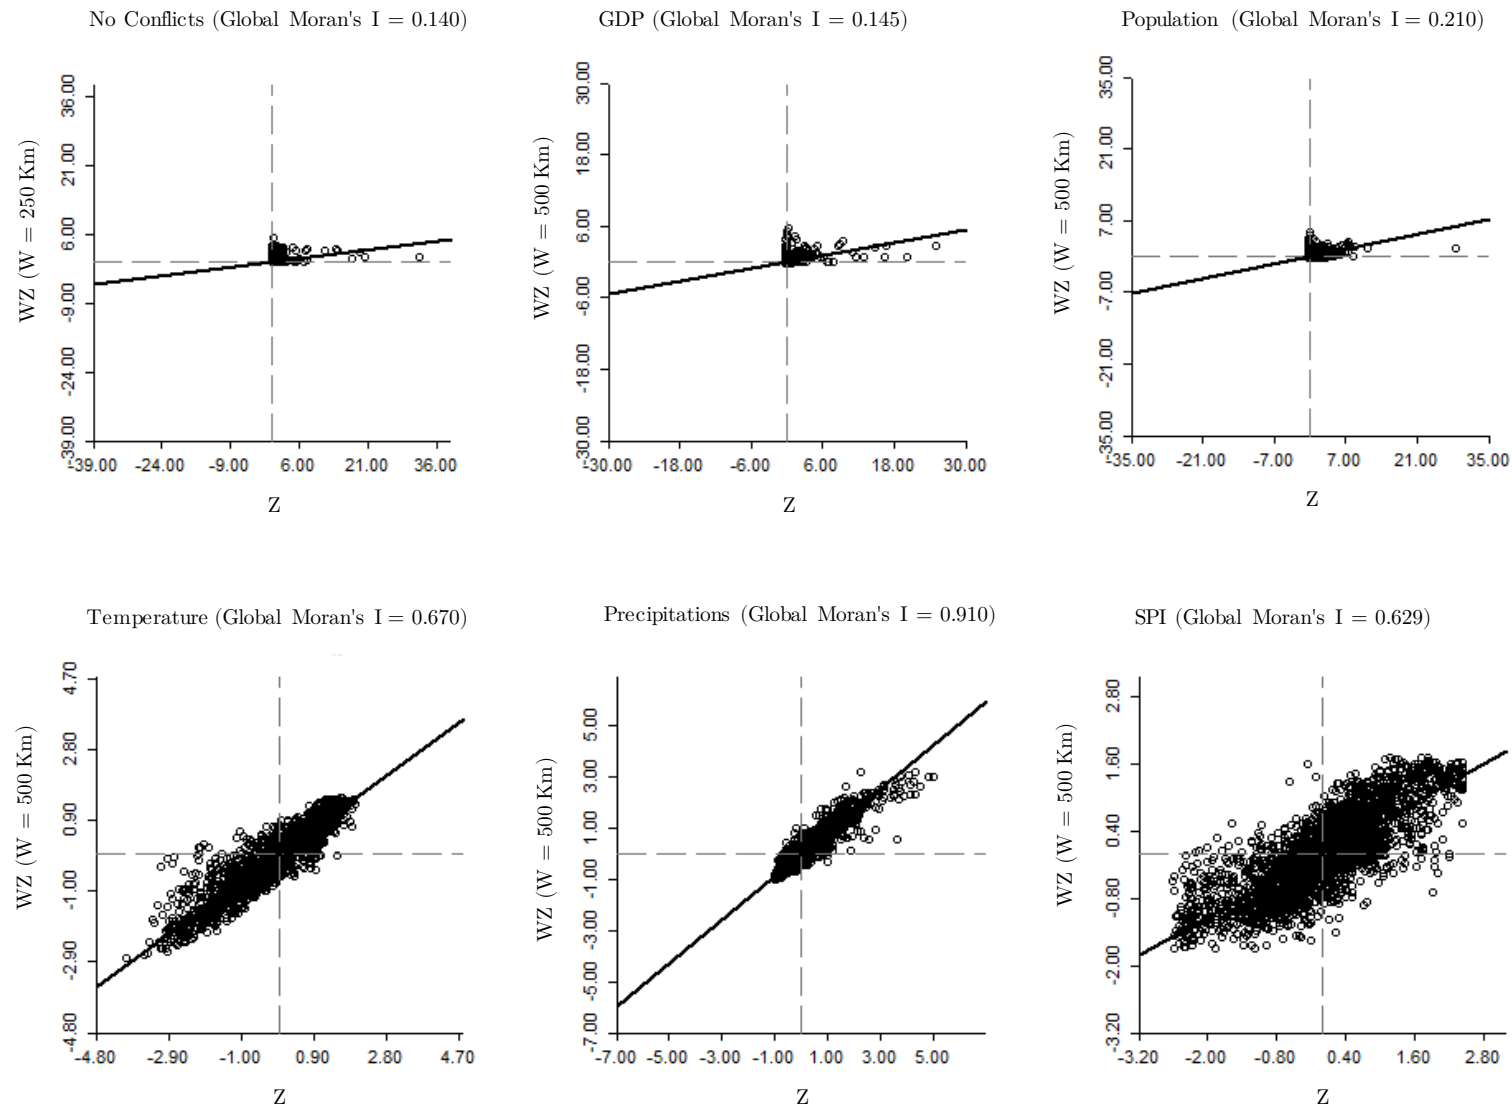 No Conflicts (Global Moran's I = 0.140)
WZ (W = 250 Km)
36.00
21.00
6.00
-9.00
-24.00
-39.00
-39.00 -24.00 -9.00 6.00 21.00 36.00
Z
GDP (Global Moran's I = 0.145)
WZ (W = 500 Km)
30.00
18.00
6.00
-6.00
-18.00
-30.00
-30.00 -18.00 -6.00 6.00 18.00 30.00
Z
Population (Global Moran's I = 0.210)
WZ (W = 500 Km)
35.00
21.00
7.00
-7.00
-21.00
-35.00
-35.00 -21.00 -7.00 7.00 21.00 35.00
Z
Temperature (Global Moran's I = 0.670)
WZ (W = 500 Km)
4.70
2.80
0.90
-1.00
-2.90
-4.80
-4.80 -2.90 -1.00 0.90 2.80 4.70
Z
Precipitations (Global Moran's I = 0.910)
WZ (W = 500 Km)
5.00
3.00
1.00
-1.00
-3.00
-5.00
-7.00
-7.00 -5.00 -3.00 -1.00 1.00 3.00 5.00
Z
SPI (Global Moran's I = 0.629)
WZ (W = 500 Km)
2.80
1.60
0.40
-0.80
-2.00
-3.20
-3.20 -2.00 -0.80 0.40 1.60 2.80
Z